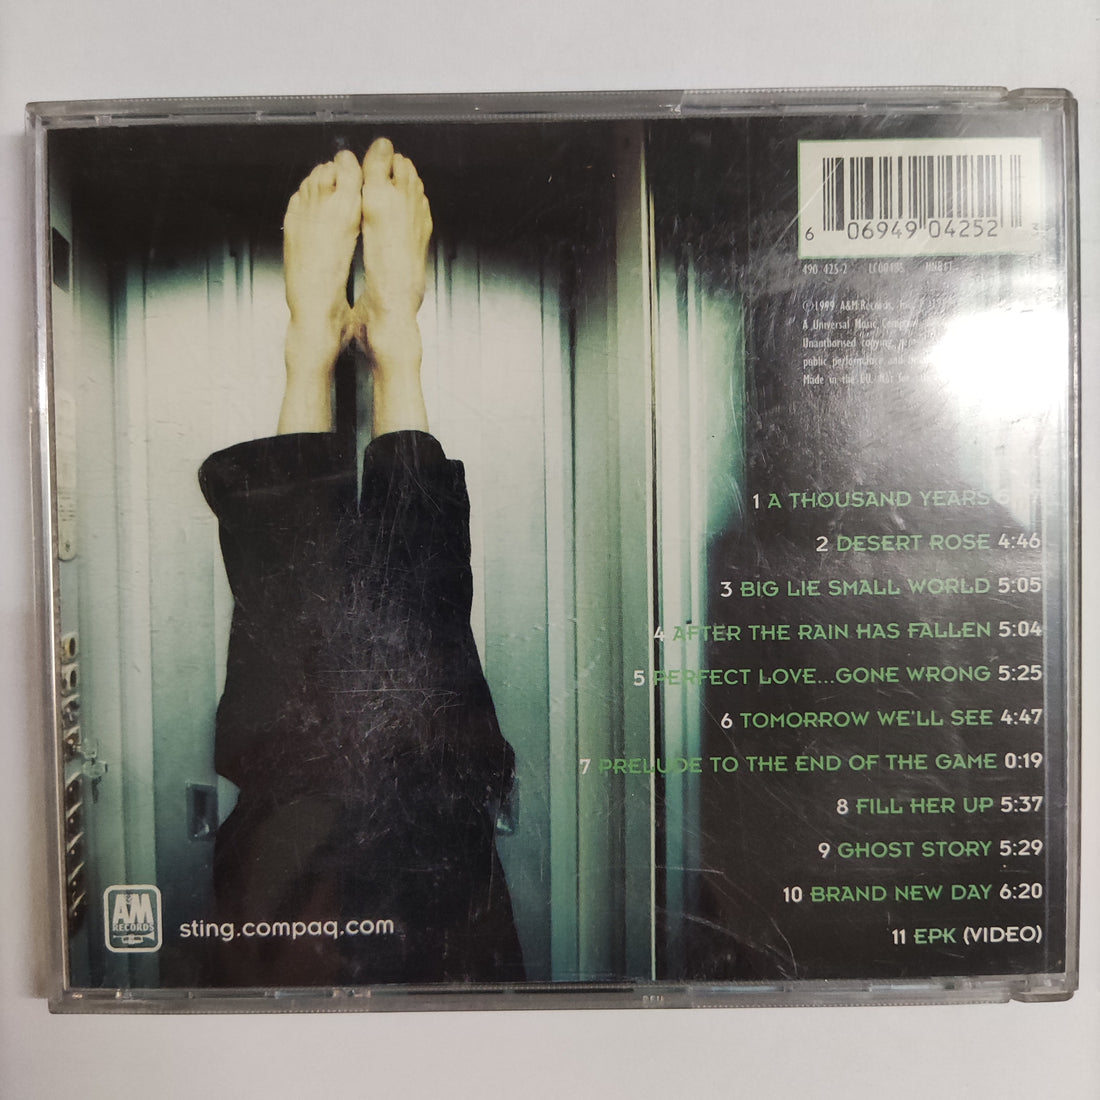 6 06949 04252 3
490 425-2 LC00485
©1999 A&M Records, Inc.
A Universal Music Company
Unauthorised copying,
public performance and
Made in the EU. Not for
1 A THOUSAND YEARS
2 DESERT ROSE 4:46
3 BIG LIE SMALL WORLD 5:05
4 AFTER THE RAIN HAS FALLEN 5:04
5 PERFECT LOVE...GONE WRONG 5:25
6 TOMORROW WE'LL SEE 4:47
7 PRELUDE TO THE END OF THE GAME 0:19
8 FILL HER UP 5:37
9 GHOST STORY 5:29
10 BRAND NEW DAY 6:20
11 EPK (VIDEO)
A&M
RECORDS
sting.compaq.com